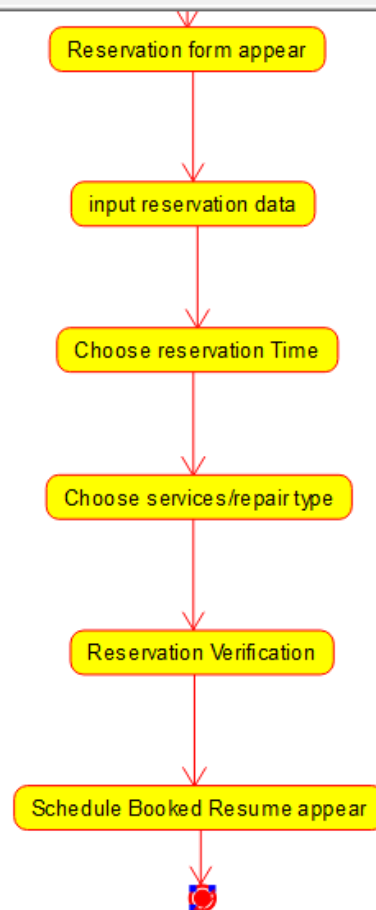 Reservation form appear
input reservation data
Choose reservation Time
Choose services/repair type
Reservation Verification
Schedule Booked Resume appear